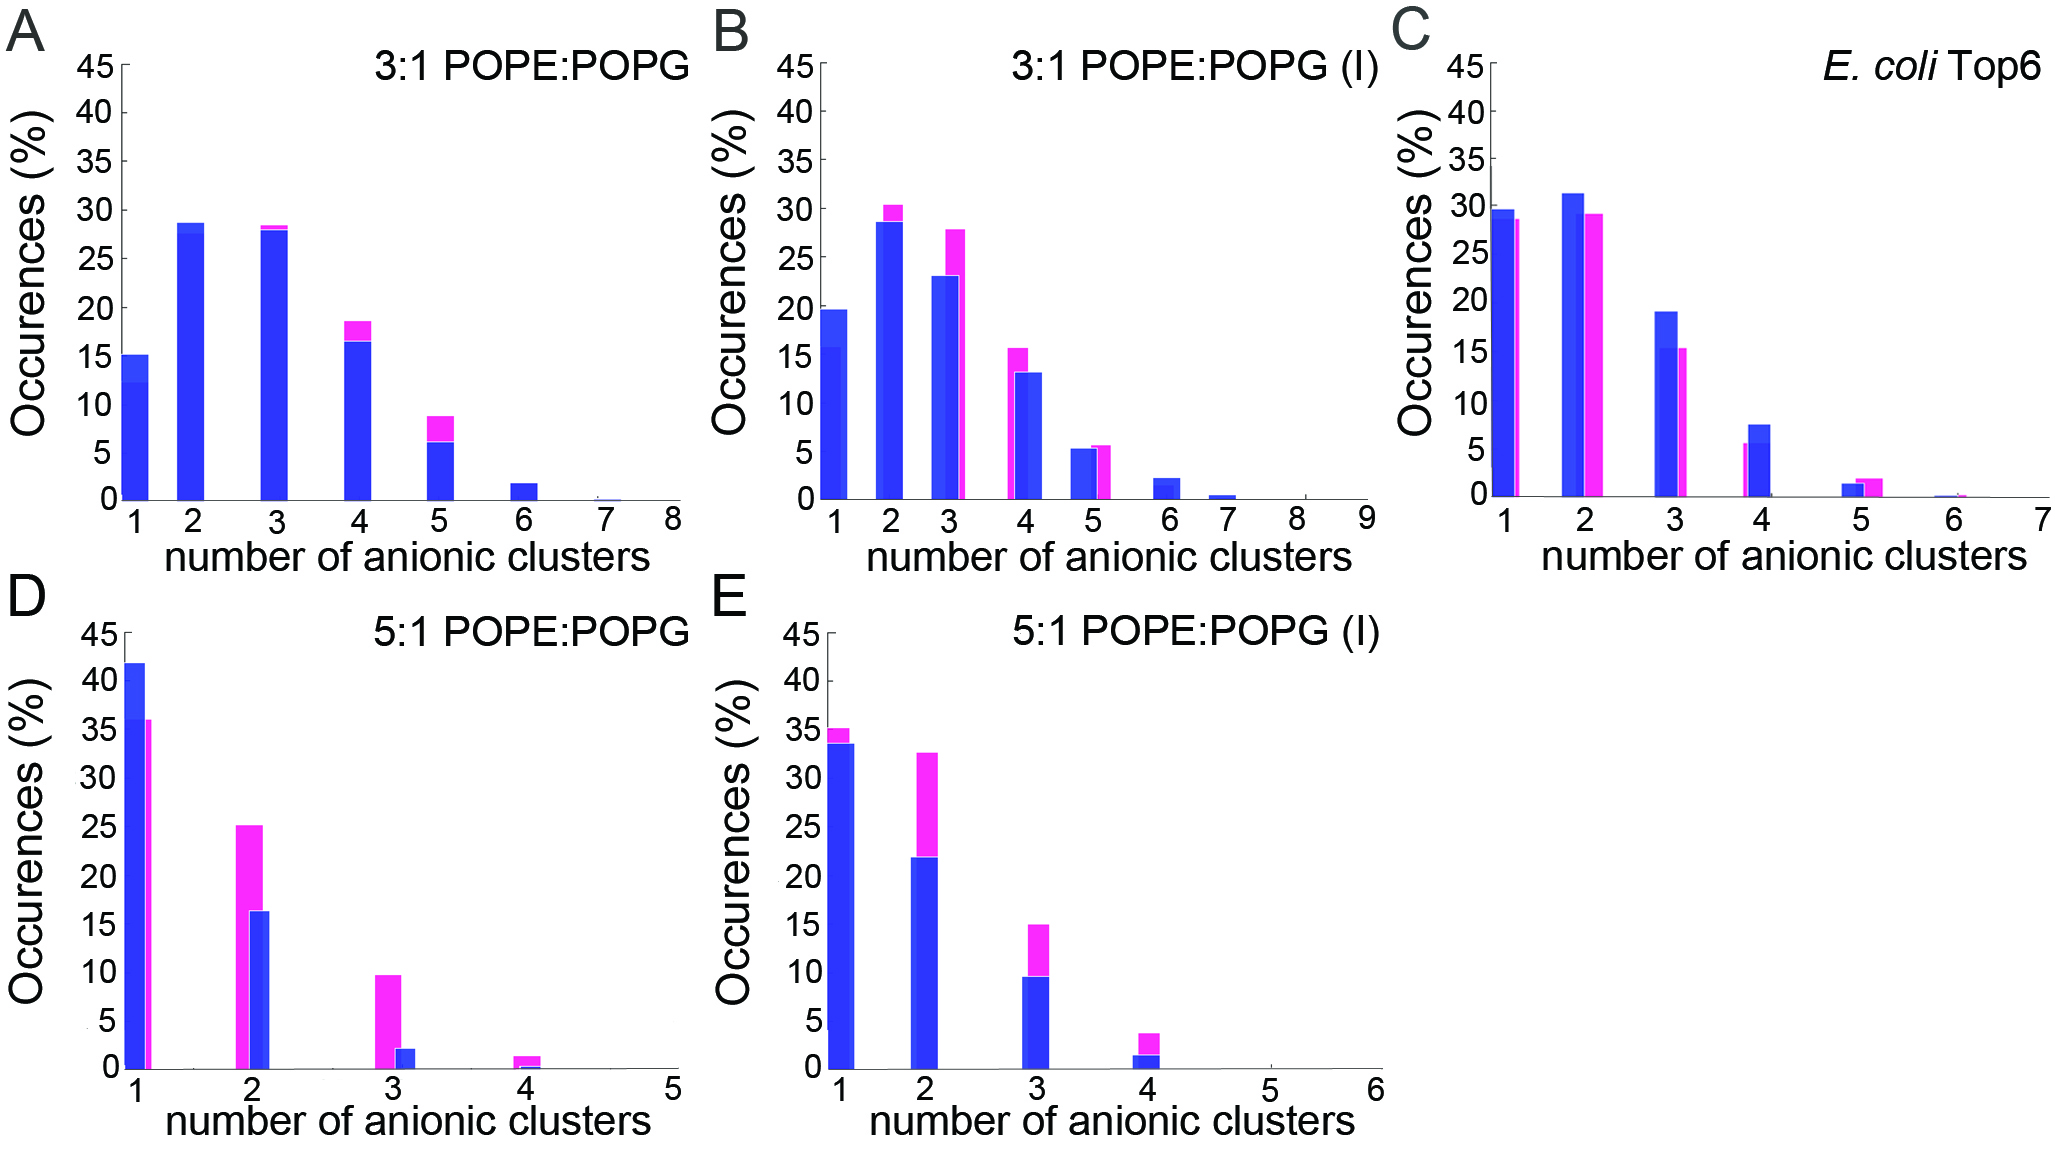 A
3:1 POPE:POPG
Occurences (%)
45
40
35
30
25
20
15
10
5
0
1 2 3 4 5 6 7 8
number of anionic clusters
B
3:1 POPE:POPG (I)
Occurences (%)
45
40
35
30
25
20
15
10
5
0
1 2 3 4 5 6 7 8 9
number of anionic clusters
C
E. coli Top6
Occurences (%)
45
40
35
30
25
20
15
10
5
0
1 2 3 4 5 6 7
number of anionic clusters
D
5:1 POPE:POPG
Occurences (%)
45
40
35
30
25
20
15
10
5
0
1 2 3 4 5
number of anionic clusters
E
5:1 POPE:POPG (I)
Occurences (%)
45
40
35
30
25
20
15
10
5
0
1 2 3 4 5 6
number of anionic clusters